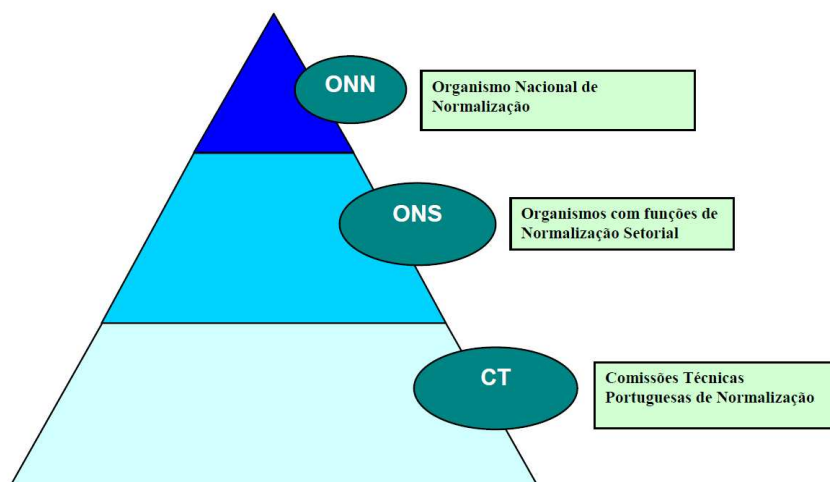 ONN
Organismo Nacional de
Normalização
ONS
Organismos com funções de
Normalização Setorial
CT
Comissões Técnicas
Portuguesas de Normalização